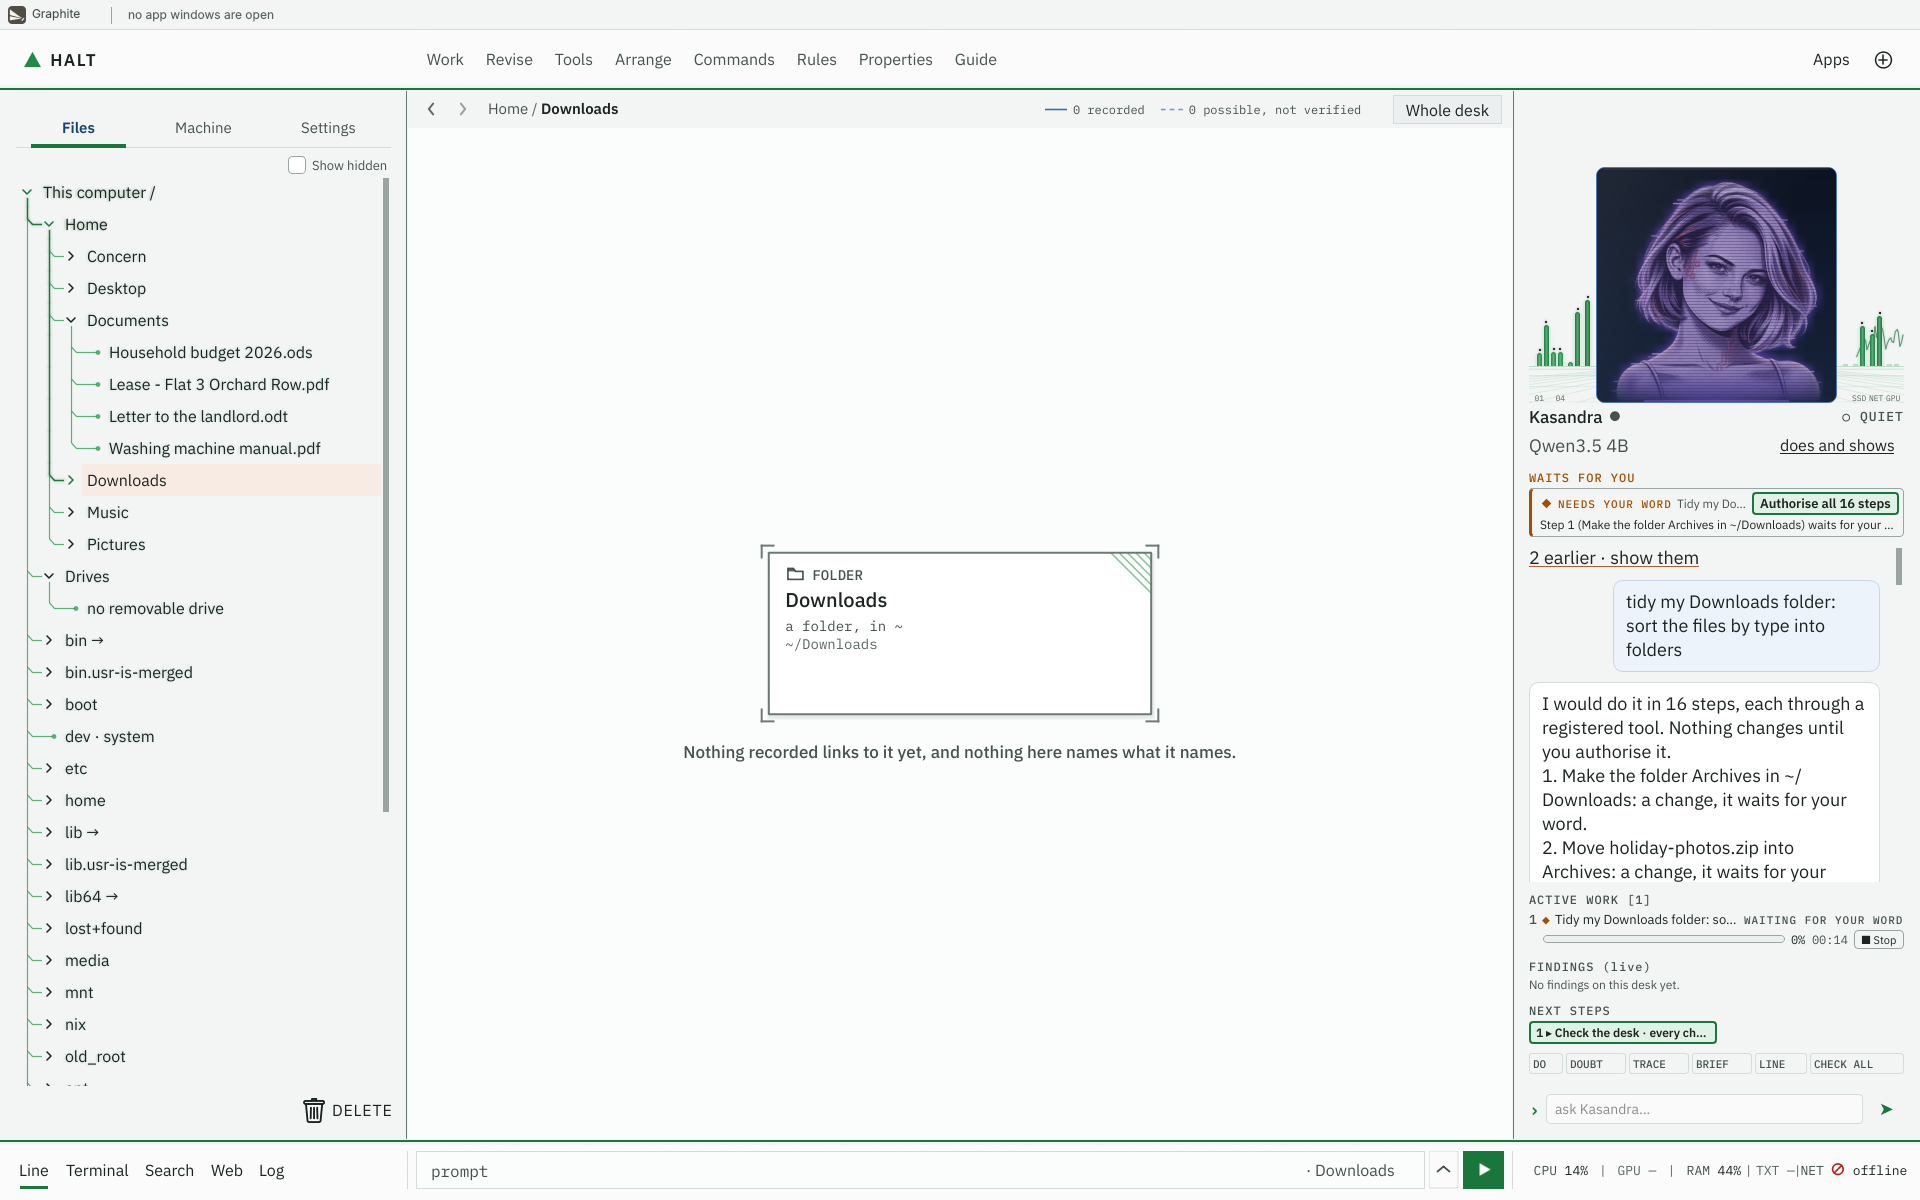 Graphite
no app windows are open
HALT
Work Revise Tools Arrange Commands Rules Properties Guide
Apps
Files Machine Settings
Show hidden
This computer /
Home
Concern
Desktop
Documents
Household budget 2026.ods
Lease - Flat 3 Orchard Row.pdf
Letter to the landlord.odt
Washing machine manual.pdf
Downloads
Music
Pictures
Drives
no removable drive
bin →
bin.usr-is-merged
boot
dev · system
etc
home
lib →
lib.usr-is-merged
lib64 →
lost+found
media
mnt
nix
old_root
DELETE
Home / Downloads
0 recorded
0 possible, not verified
Whole desk
FOLDER
Downloads
a folder, in ~
~/Downloads
Nothing recorded links to it yet, and nothing here names what it names.
01 04
SSD NET GPU
Kasandra
QUIET
Qwen3.5 4B
does and shows
WAITS FOR YOU
NEEDS YOUR WORD Tidy my Do... Authorise all 16 steps
Step 1 (Make the folder Archives in ~/Downloads) waits for your ...
2 earlier · show them
tidy my Downloads folder:
sort the files by type into
folders
I would do it in 16 steps, each through a
registered tool. Nothing changes until
you authorise it.
1. Make the folder Archives in ~/
Downloads: a change, it waits for your
word.
2. Move holiday-photos.zip into
Archives: a change, it waits for your
ACTIVE WORK [1]
1 Tidy my Downloads folder: so... WAITING FOR YOUR WORD
0% 00:14 Stop
FINDINGS (live)
No findings on this desk yet.
NEXT STEPS
1 ▸ Check the desk · every ch...
DO DOUBT TRACE BRIEF LINE CHECK ALL
› ask Kasandra...
Line Terminal Search Web Log
prompt
· Downloads
CPU 14% | GPU — | RAM 44% | TXT —|NET offline